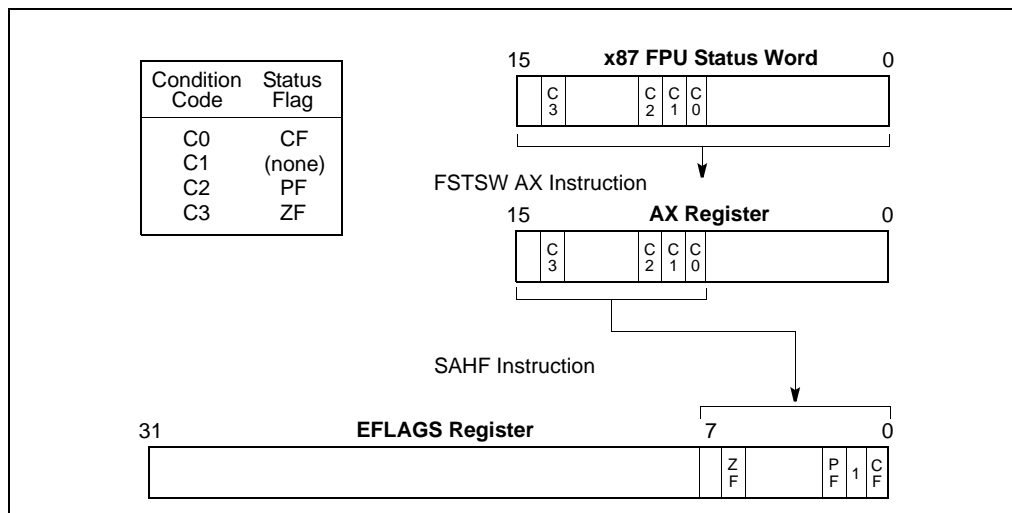 Condition Status
Code Flag
C0 CF
C1 (none)
C2 PF
C3 ZF
15 x87 FPU Status Word 0
C3 C2 C1 C0
FSTSW AX Instruction
15 AX Register 0
C3 C2 C1 C0
SAHF Instruction
31 EFLAGS Register 7 0
ZF PF 1 CF